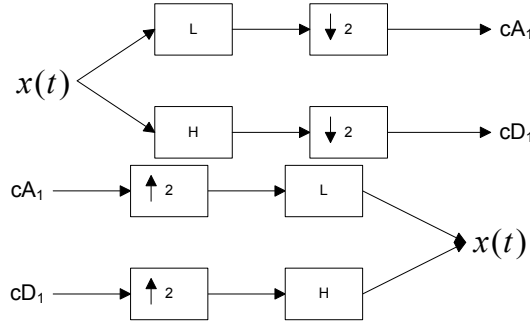 L ↓ 2 cA₁
x(t)
H ↓ 2 cD₁
cA₁ ↑ 2 L
x(t)
cD₁ ↑ 2 H